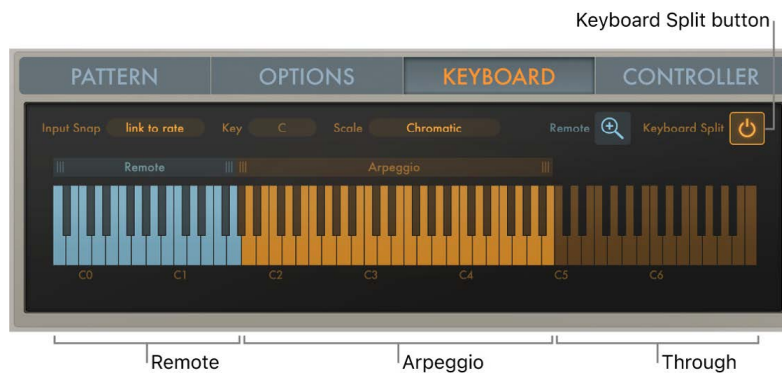 Keyboard Split button
PATTERN OPTIONS KEYBOARD CONTROLLER
Input Snap link to rate Key C Scale Chromatic Remote Keyboard Split
Remote Arpeggio
C0 C1 C2 C3 C4 C5 C6
Remote Arpeggio Through